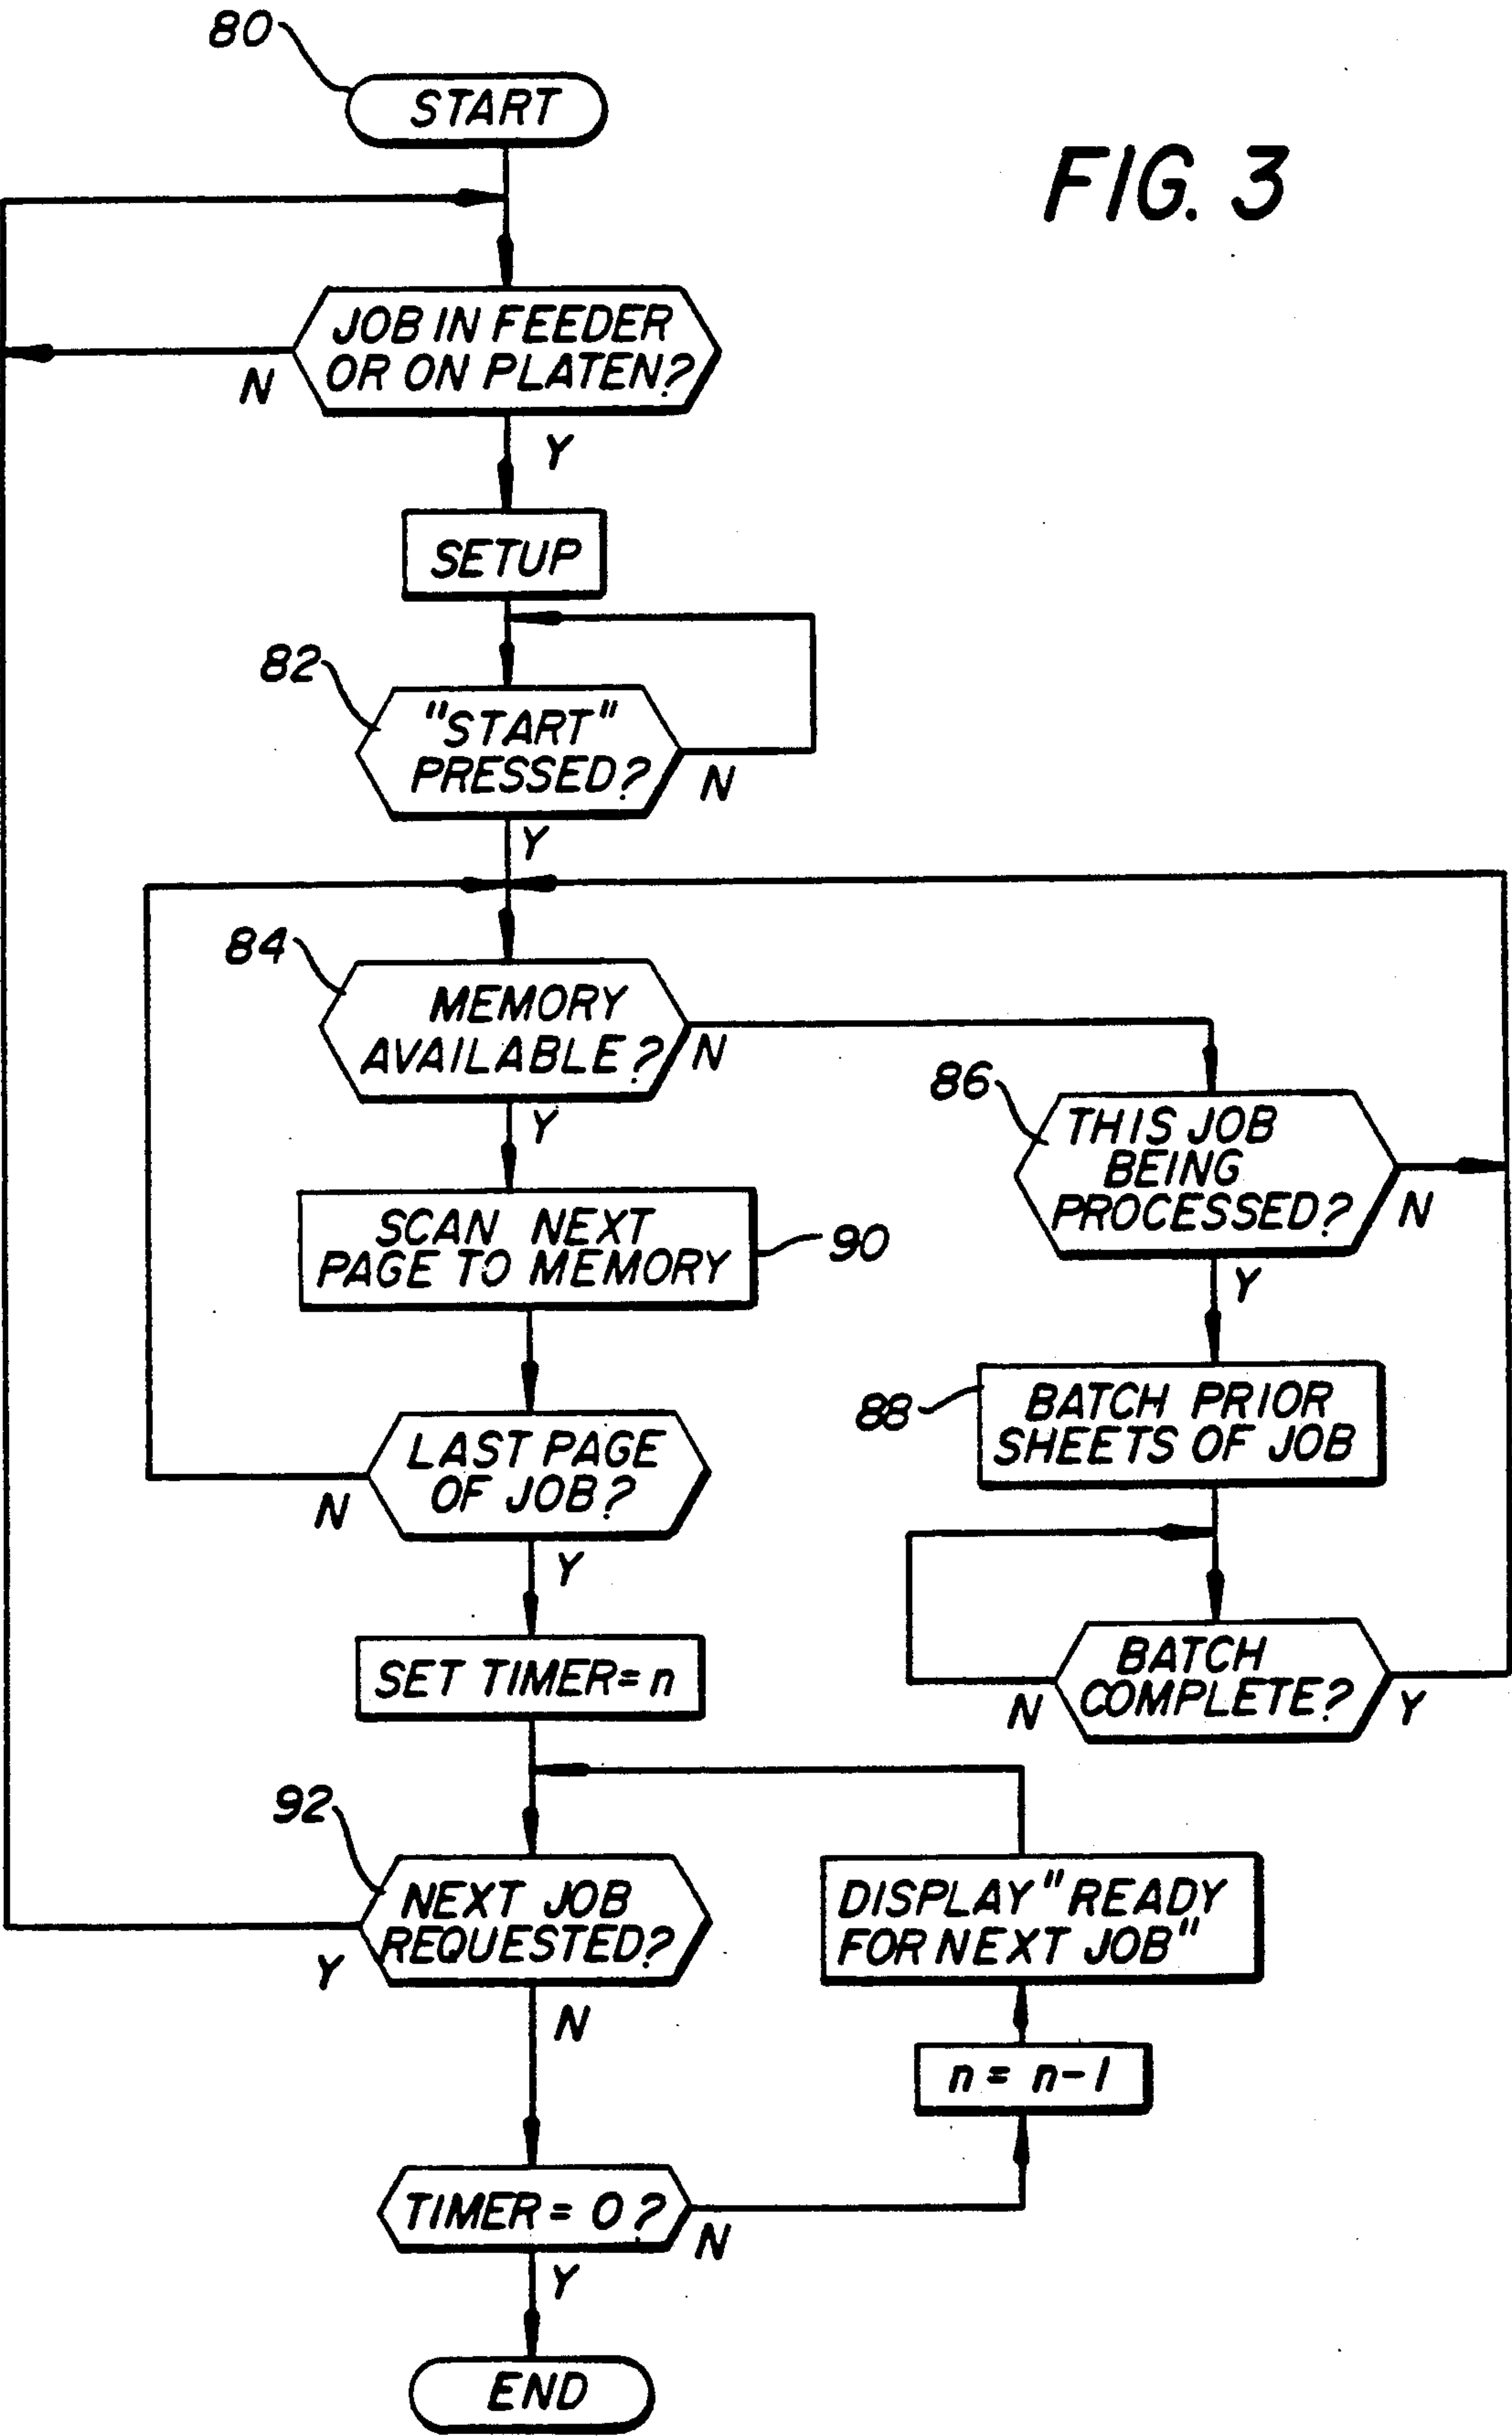 80
START
FIG. 3
JOB IN FEEDER
OR ON PLATEN?
N
Y
SETUP
82
"START"
PRESSED?
N
Y
84
MEMORY
AVAILABLE?
N
Y
86
THIS JOB
BEING
PROCESSED?
N
Y
SCAN NEXT
PAGE TO MEMORY
90
88
BATCH PRIOR
SHEETS OF JOB
LAST PAGE
OF JOB?
N
Y
BATCH
COMPLETE?
N
Y
SET TIMER=n
92
NEXT JOB
REQUESTED?
Y
N
DISPLAY "READY
FOR NEXT JOB"
n = n-1
TIMER = 0?
N
Y
END